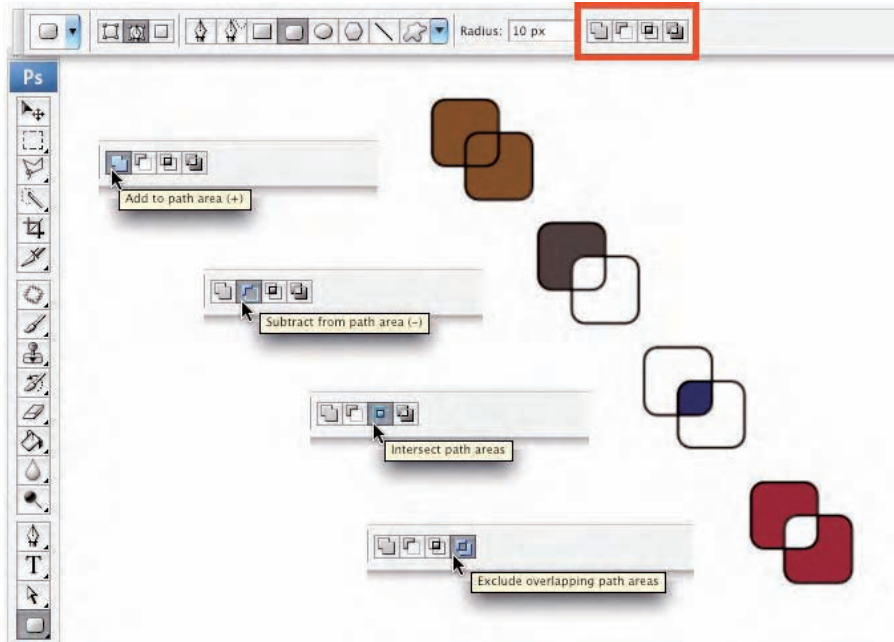 Radius: 10 px
Ps
Add to path area (+)
Subtract from path area (-)
Intersect path areas
Exclude overlapping path areas
T